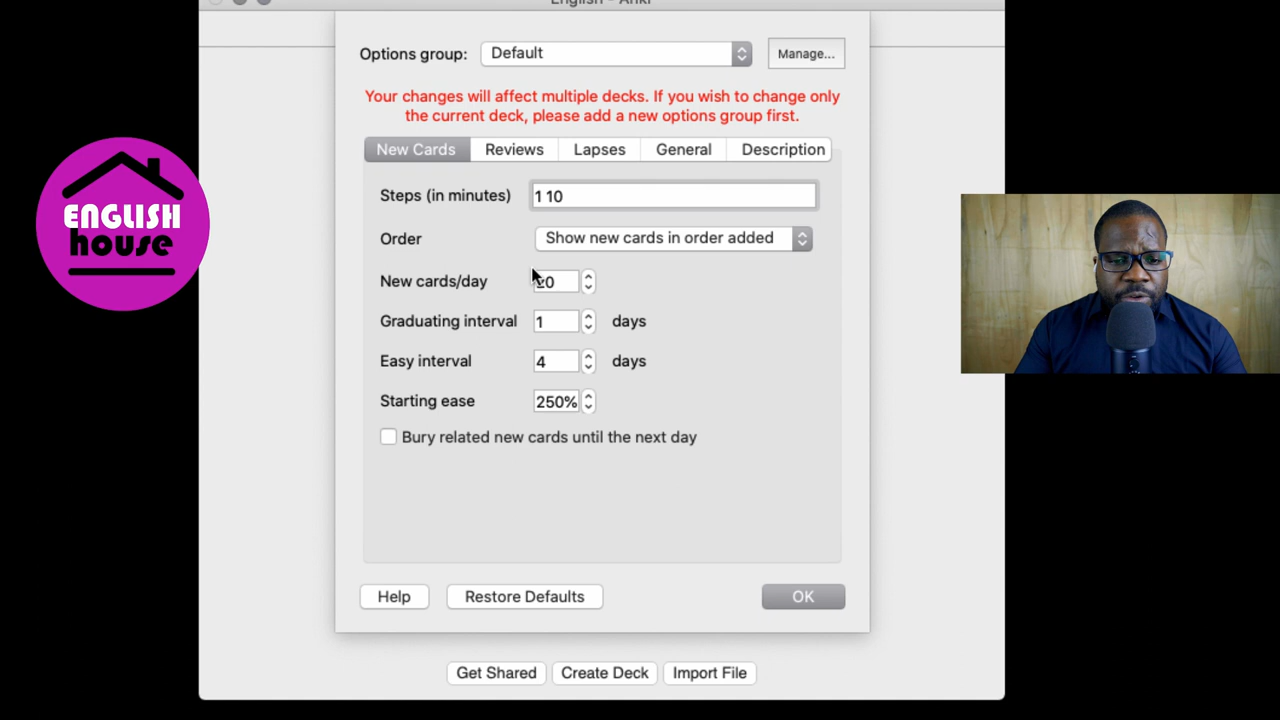 English - Anki
Options group: Default Manage...
Your changes will affect multiple decks. If you wish to change only
the current deck, please add a new options group first.
New Cards Reviews Lapses General Description
Steps (in minutes) 1 10
Order Show new cards in order added
New cards/day 20
Graduating interval 1 days
Easy interval 4 days
Starting ease 250%
Bury related new cards until the next day
Help Restore Defaults OK
Get Shared Create Deck Import File
ENGLISH
house